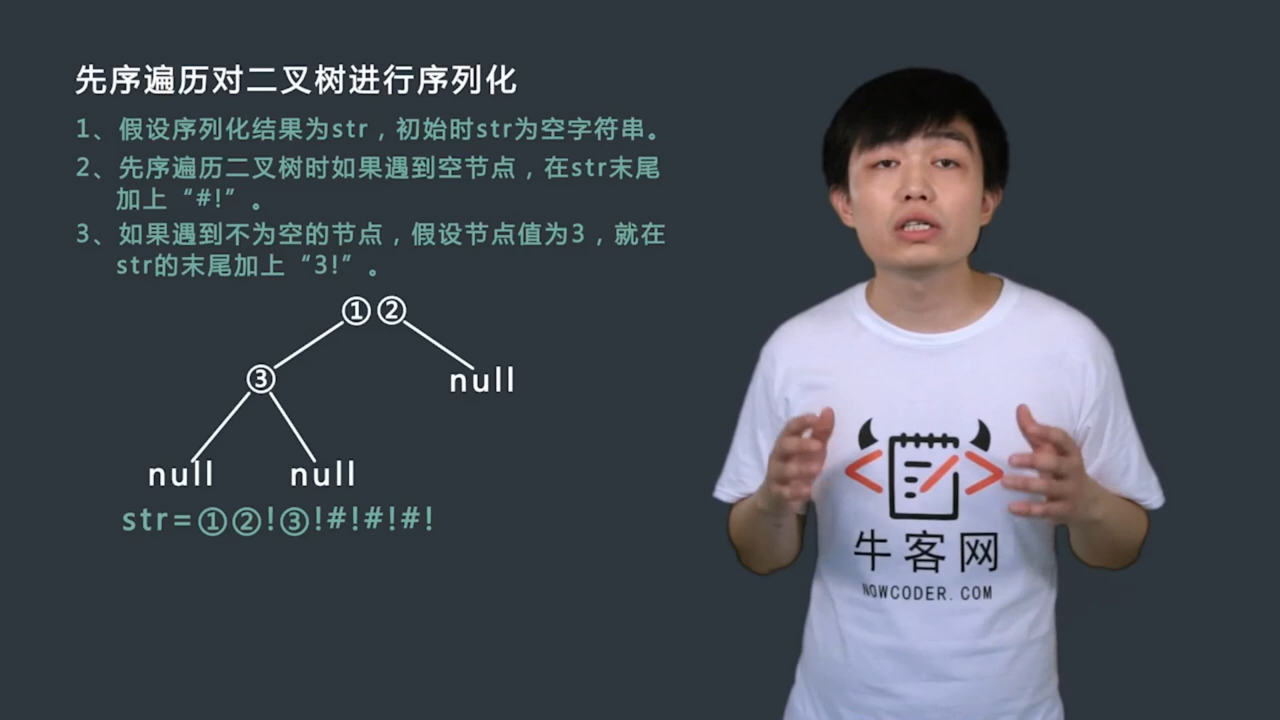 先序遍历对二叉树进行序列化
1、假设序列化结果为str，初始时str为空字符串。
2、先序遍历二叉树时如果遇到空节点，在str末尾
加上“#!”。
3、如果遇到不为空的节点，假设节点值为3，就在
str的末尾加上“3!”。
①②
③ null
null null
str=①②!③!#!#!#!
牛客网
NOWCODER.COM